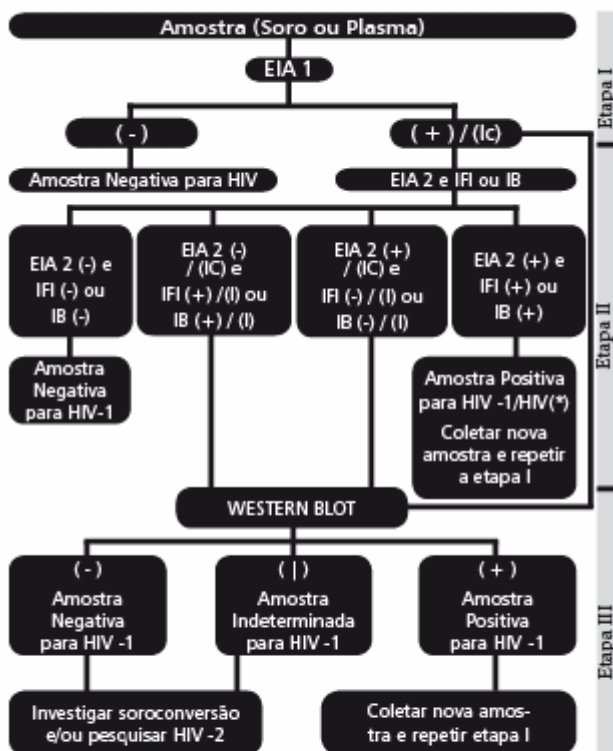 Amostra (Soro ou Plasma)
EIA 1
( - )
( + ) / (Ic)
Etapa I
Amostra Negativa para HIV
EIA 2 e IFI ou IB
EIA 2 (-) e
IFI (-) ou
IB (-)
EIA 2 (-)
/ (IC) e
IFI (+) /(I) ou
IB (+) / (I)
EIA 2 (+)
/ (IC) e
IFI (-) / (I) ou
IB (-) / (I)
EIA 2 (+) e
IFI (+) ou
IB (+)
Etapa II
Amostra
Negativa
para HIV-1
Amostra Positiva
para HIV -1/HIV(*)
Coletar nova
amostra e repetir
a etapa I
WESTERN BLOT
( - )
Amostra
Negativa
para HIV -1
( | )
Amostra
Indeterminada
para HIV -1
( + )
Amostra
Positiva
para HIV -1
Etapa III
Investigar soroconversão
e/ou pesquisar HIV -2
Coletar nova amos-
tra e repetir etapa I